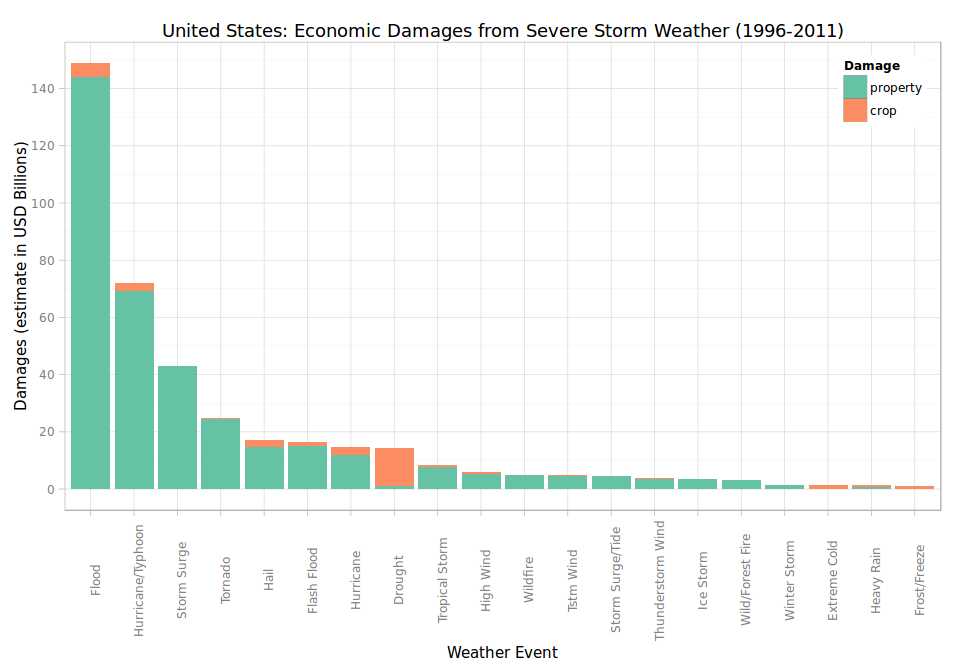 United States: Economic Damages from Severe Storm Weather (1996-2011)
Damage
property
crop
Damages (estimate in USD Billions)
140
120
100
80
60
40
20
0
Flood
Hurricane/Typhoon
Storm Surge
Tornado
Hail
Flash Flood
Hurricane
Drought
Tropical Storm
High Wind
Wildfire
Tstm Wind
Storm Surge/Tide
Thunderstorm Wind
Ice Storm
Wild/Forest Fire
Winter Storm
Extreme Cold
Heavy Rain
Frost/Freeze
Weather Event